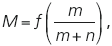 M = f ( m / (m + n) ) ,